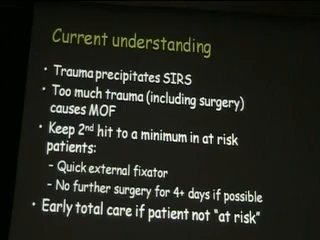 Current understanding
• Trauma precipitates SIRS
• Too much trauma (including surgery)
causes MOF
• Keep 2nd hit to a minimum in at risk
patients:
- Quick external fixator
- No further surgery for 4+ days if possible
• Early total care if patient not "at risk"